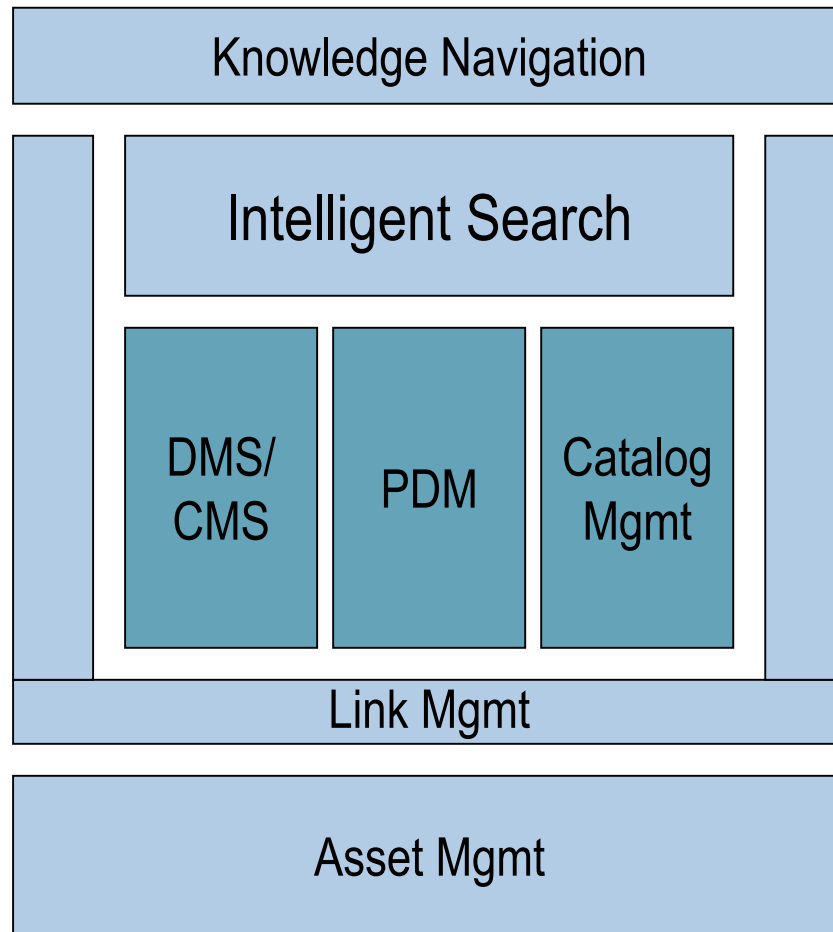 Knowledge Navigation
Intelligent Search
DMS/
CMS
PDM
Catalog
Mgmt
Link Mgmt
Asset Mgmt